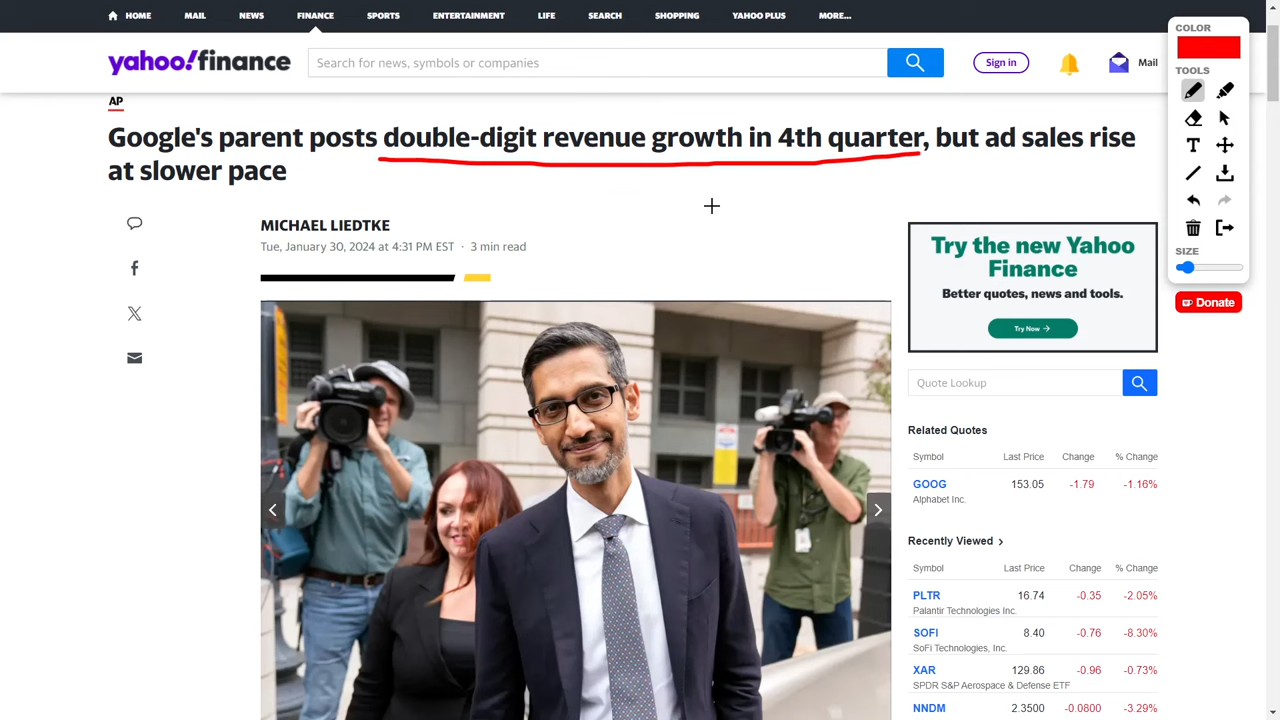 HOME MAIL NEWS FINANCE SPORTS ENTERTAINMENT LIFE SEARCH SHOPPING YAHOO PLUS MORE...
yahoo!finance
Search for news, symbols or companies
Sign in
Mail
COLOR
TOOLS
T
SIZE
Donate
AP
Google's parent posts double-digit revenue growth in 4th quarter, but ad sales rise
at slower pace
MICHAEL LIEDTKE
Tue, January 30, 2024 at 4:31 PM EST · 3 min read
Try the new Yahoo
Finance
Better quotes, news and tools.
Try Now →
Quote Lookup
Related Quotes
Symbol Last Price Change % Change
GOOG 153.05 -1.79 -1.16%
Alphabet Inc.
Recently Viewed
Symbol Last Price Change % Change
PLTR 16.74 -0.35 -2.05%
Palantir Technologies Inc.
SOFI 8.40 -0.76 -8.30%
SoFi Technologies, Inc.
XAR 129.86 -0.96 -0.73%
SPDR S&P Aerospace & Defense ETF
NNDM 2.3500 -0.0800 -3.29%